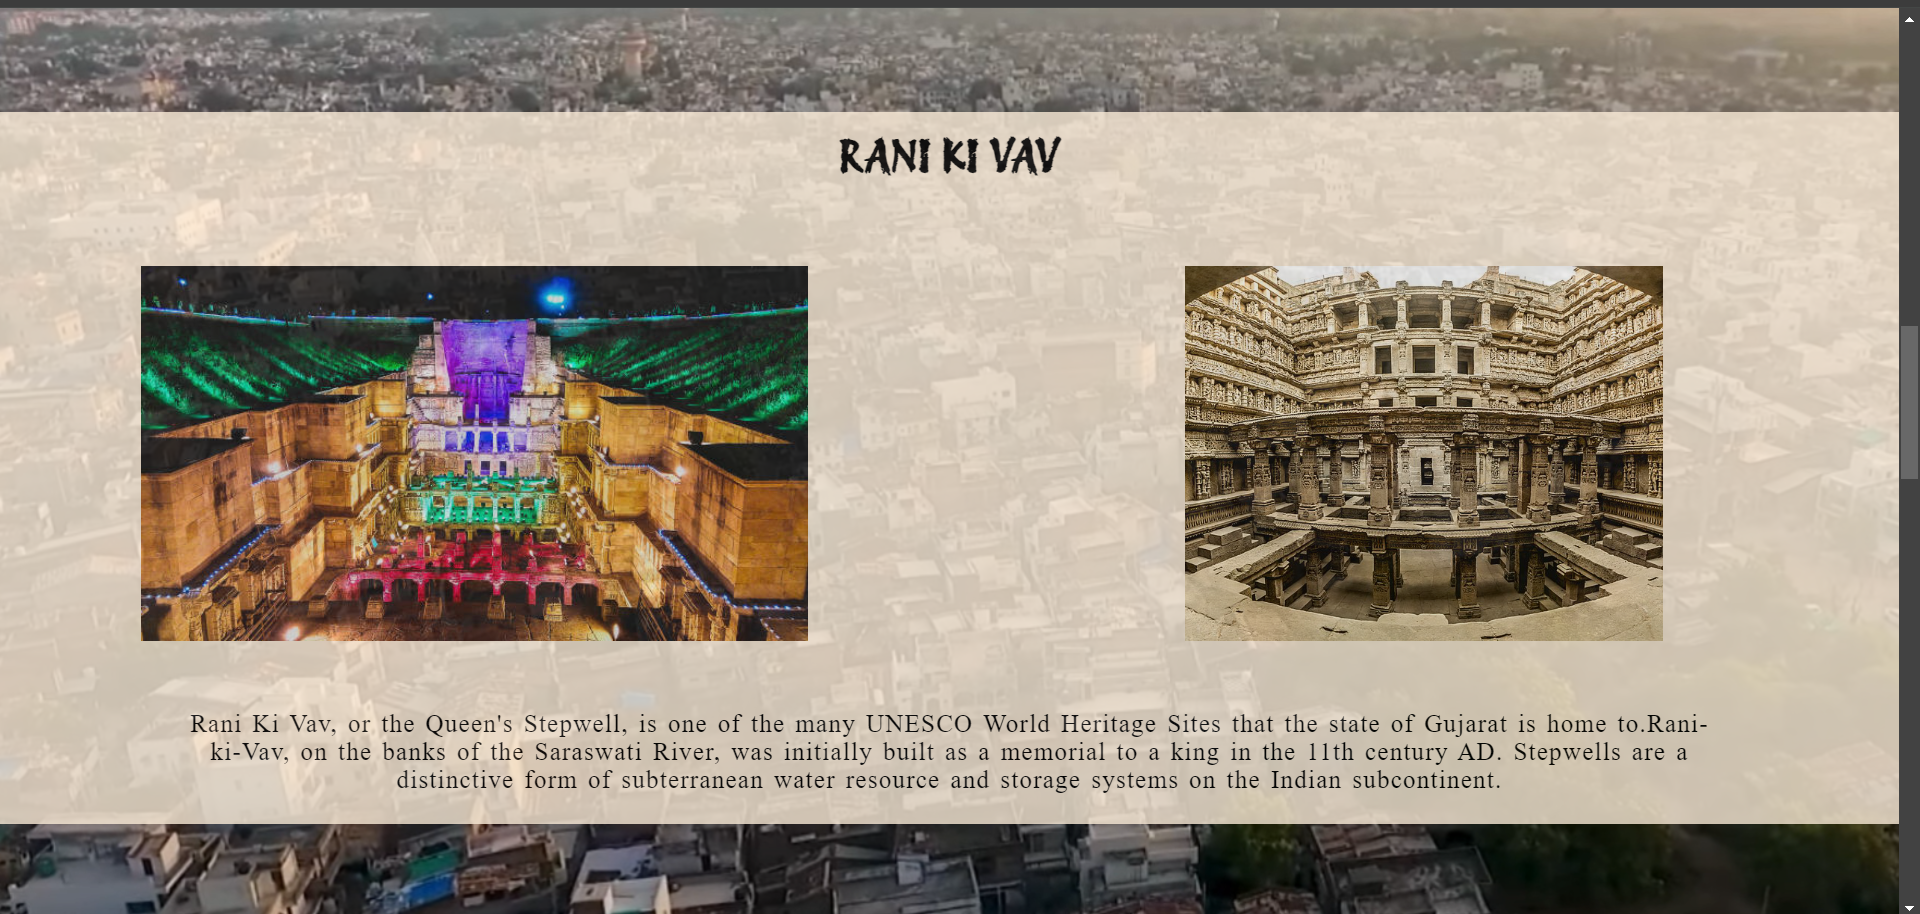 RANI KI VAV
Rani Ki Vav, or the Queen's Stepwell, is one of the many UNESCO World Heritage Sites that the state of Gujarat is home to.Rani-
ki-Vav, on the banks of the Saraswati River, was initially built as a memorial to a king in the 11th century AD. Stepwells are a
distinctive form of subterranean water resource and storage systems on the Indian subcontinent.